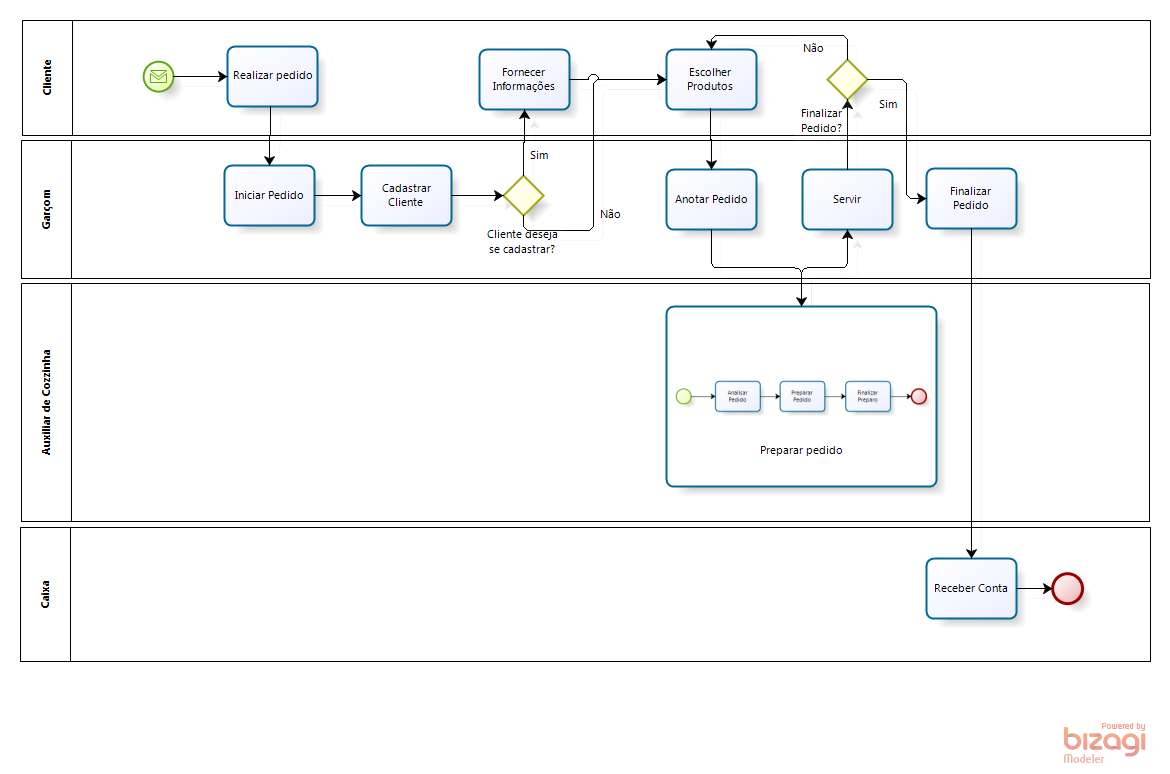 Cliente
Realizar pedido
Fornecer
Informações
Escolher
Produtos
Não
Sim
Finalizar
Pedido?
Garçom
Iniciar Pedido
Cadastrar
Cliente
Sim
Não
Cliente deseja
se cadastrar?
Anotar Pedido
Servir
Finalizar
Pedido
Auxiliar de Cozzinha
Analisar
Pedido
Preparar
Pedido
Finalizar
Preparo
Preparar pedido
Caixa
Receber Conta
Powered by
bizagi
Modeler